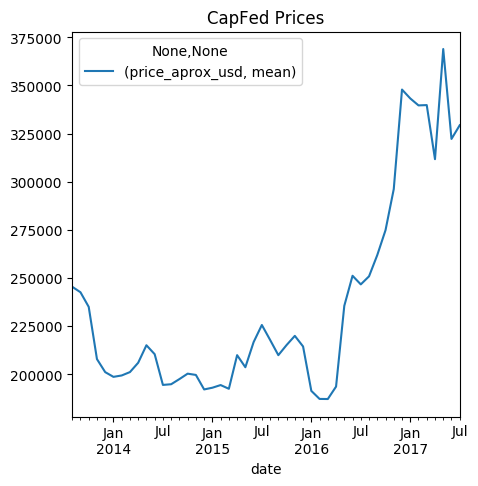 CapFed Prices
None,None
(price_aprox_usd, mean)
375000
350000
325000
300000
275000
250000
225000
200000
Jan Jul Jan Jul Jan Jul Jan Jul
2014 2015 2016 2017
date